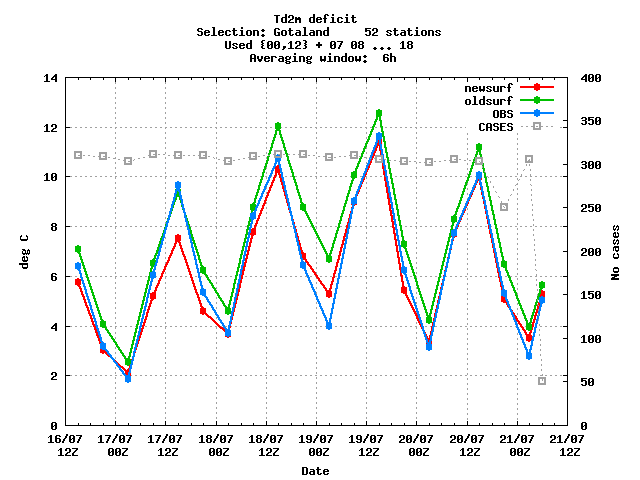 Td2m deficit
Selection: Gotaland     52 stations
Used {00,12} + 07 08 ... 18
Averaging window:  6h
14 400
newsurf
oldsurf
OBS
CASES
350
12
300
10
250
8
deg C
No cases
200
6
150
4
100
2
50
0 0
16/07 17/07 17/07 18/07 18/07 19/07 19/07 20/07 20/07 21/07 21/07
12Z 00Z 12Z 00Z 12Z 00Z 12Z 00Z 12Z 00Z 12Z
Date